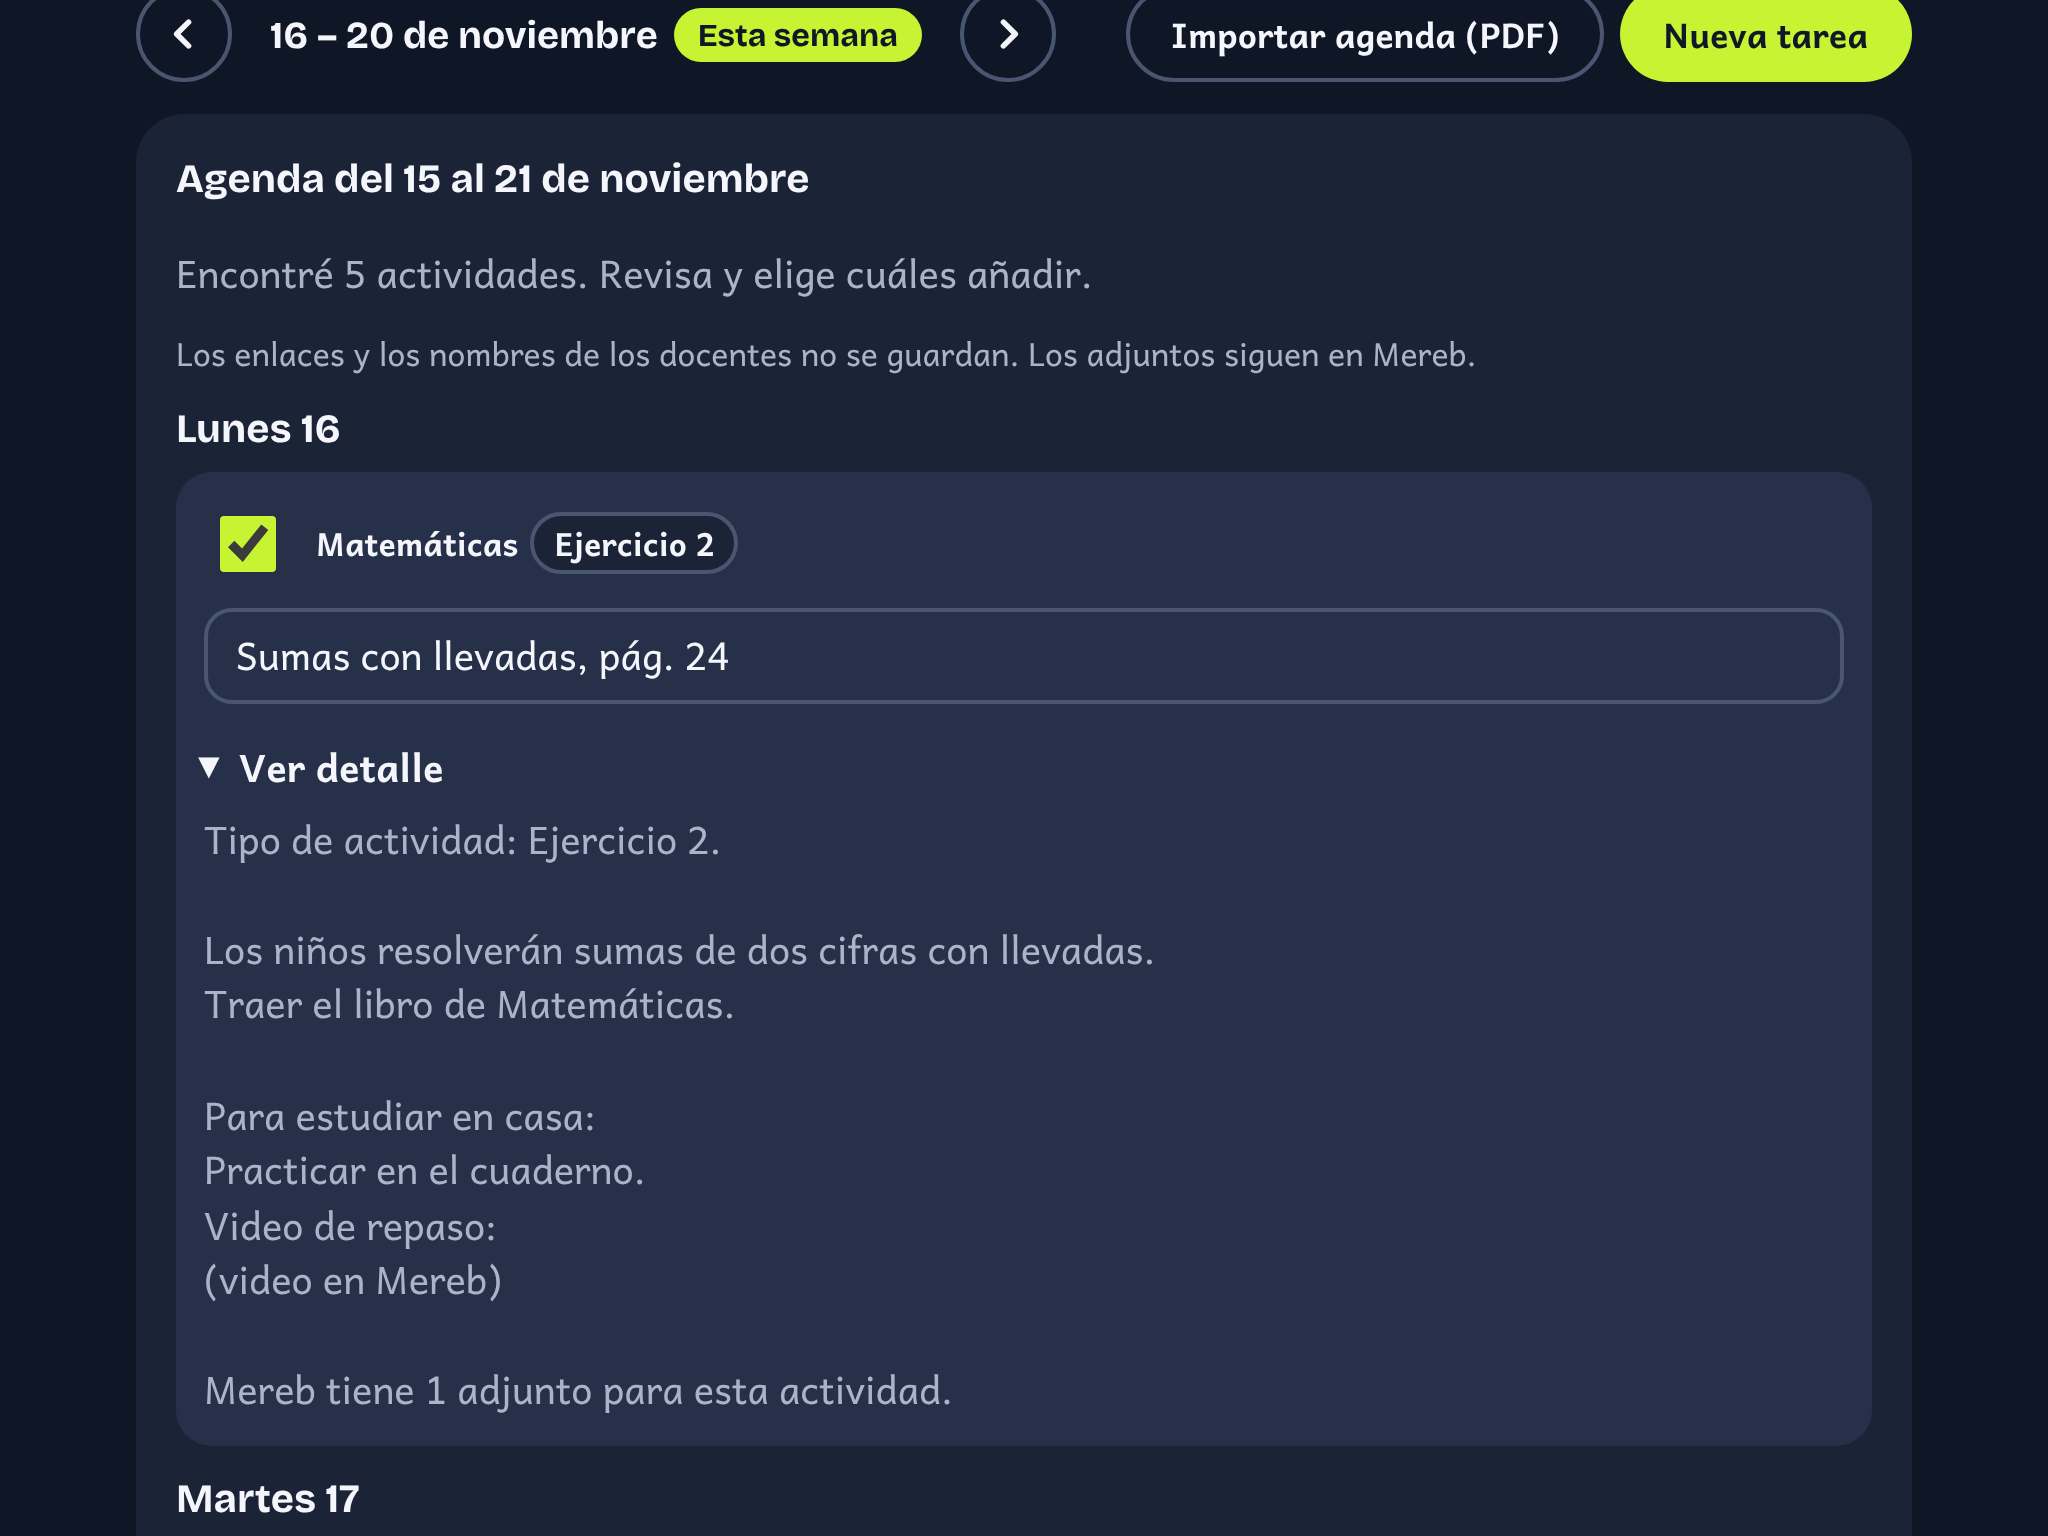 16 – 20 de noviembre Esta semana Importar agenda (PDF) Nueva tarea
Agenda del 15 al 21 de noviembre
Encontré 5 actividades. Revisa y elige cuáles añadir.
Los enlaces y los nombres de los docentes no se guardan. Los adjuntos siguen en Mereb.
Lunes 16
Matemáticas Ejercicio 2
Sumas con llevadas, pág. 24
Ver detalle
Tipo de actividad: Ejercicio 2.
Los niños resolverán sumas de dos cifras con llevadas.
Traer el libro de Matemáticas.
Para estudiar en casa:
Practicar en el cuaderno.
Video de repaso:
(video en Mereb)
Mereb tiene 1 adjunto para esta actividad.
Martes 17